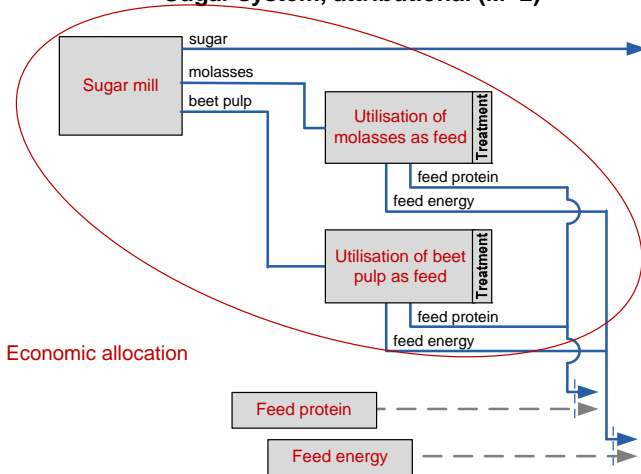 sugar
molasses
beet pulp
Sugar mill
Utilisation of
molasses as feed
Treatment
feed protein
feed energy
Utilisation of beet
pulp as feed
Treatment
feed protein
feed energy
Economic allocation
Feed protein
Feed energy